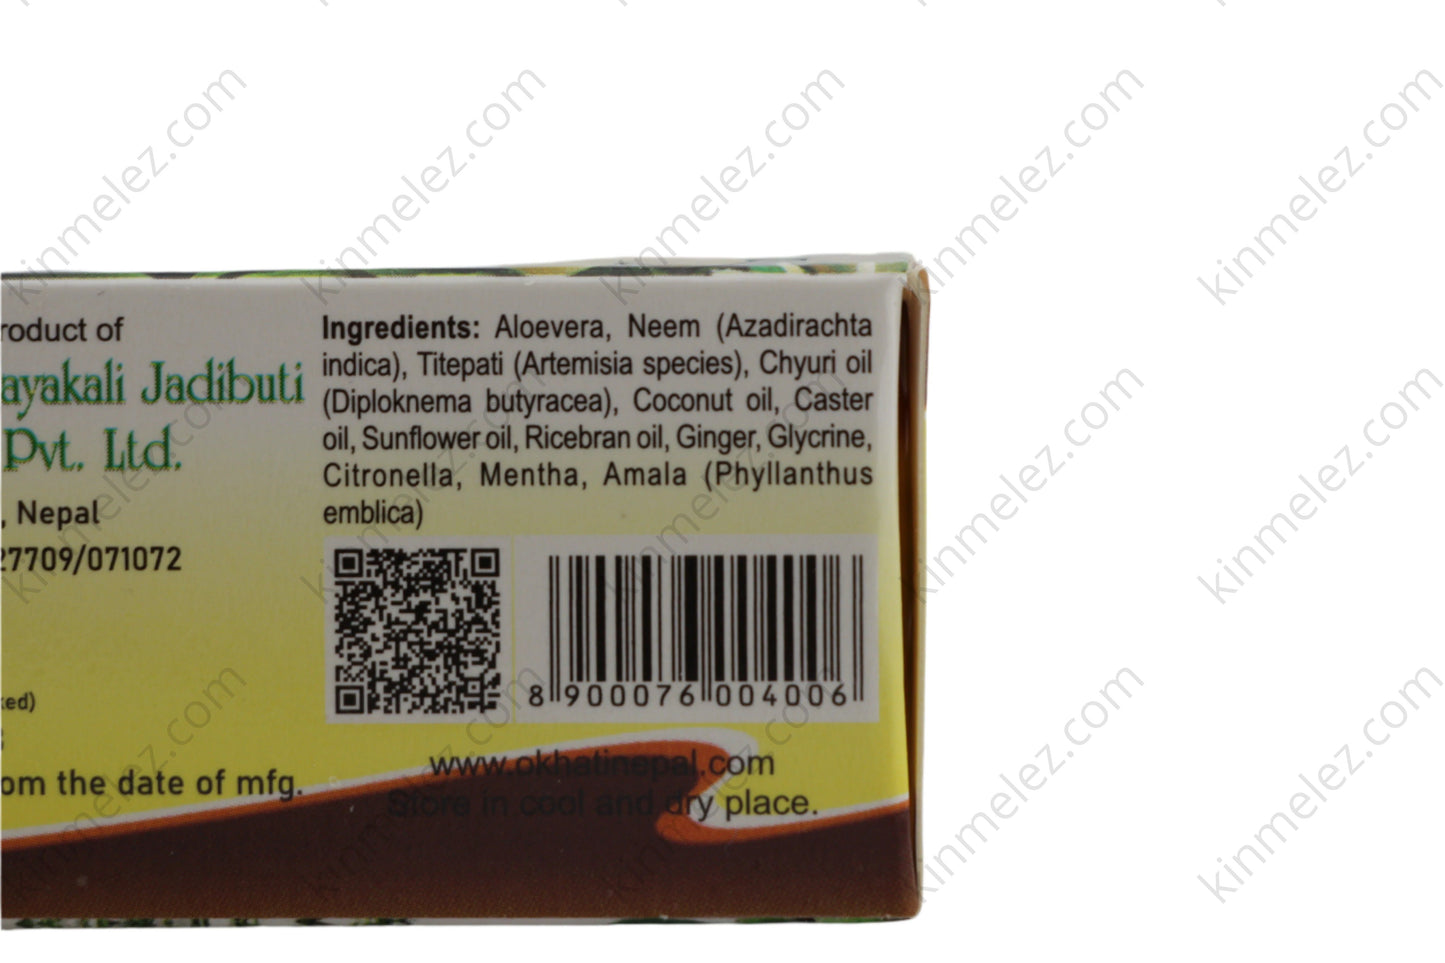 roduct of
ayakali Jadibuti
Pvt. Ltd.
, Nepal
27709/071072
ked)
om the date of mfg.
Ingredients: Aloevera, Neem (Azadirachta
indica), Titepati (Artemisia species), Chyuri oil
(Diploknema butyracea), Coconut oil, Caster
oil, Sunflower oil, Ricebran oil, Ginger, Glycrine,
Citronella, Mentha, Amala (Phyllanthus
emblica)
8 900076 004006
www.okhatinepal.com
Store in cool and dry place.
kinmelez.com